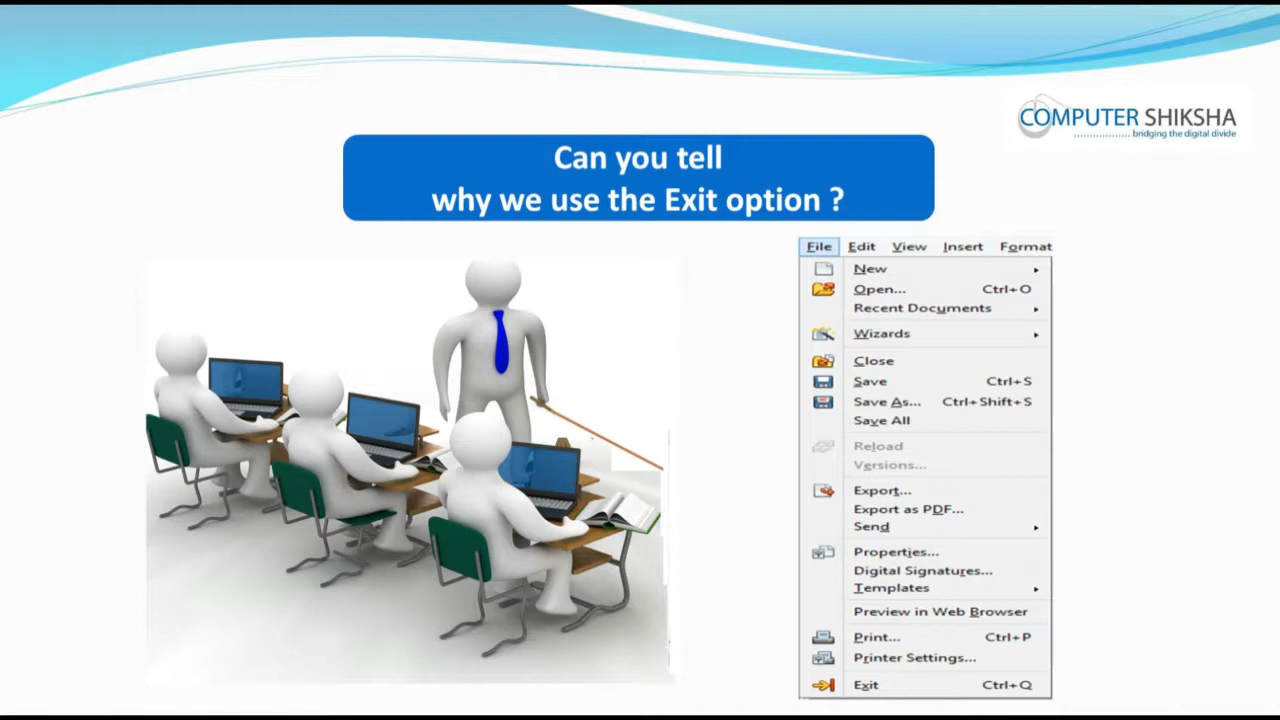 COMPUTER SHIKSHA
bridging the digital divide
Can you tell
why we use the Exit option ?
File Edit View Insert Format
New
Open... Ctrl+O
Recent Documents
Wizards
Close
Save Ctrl+S
Save As... Ctrl+Shift+S
Save All
Reload
Versions...
Export...
Export as PDF...
Send
Properties...
Digital Signatures...
Templates
Preview in Web Browser
Print... Ctrl+P
Printer Settings...
Exit Ctrl+Q